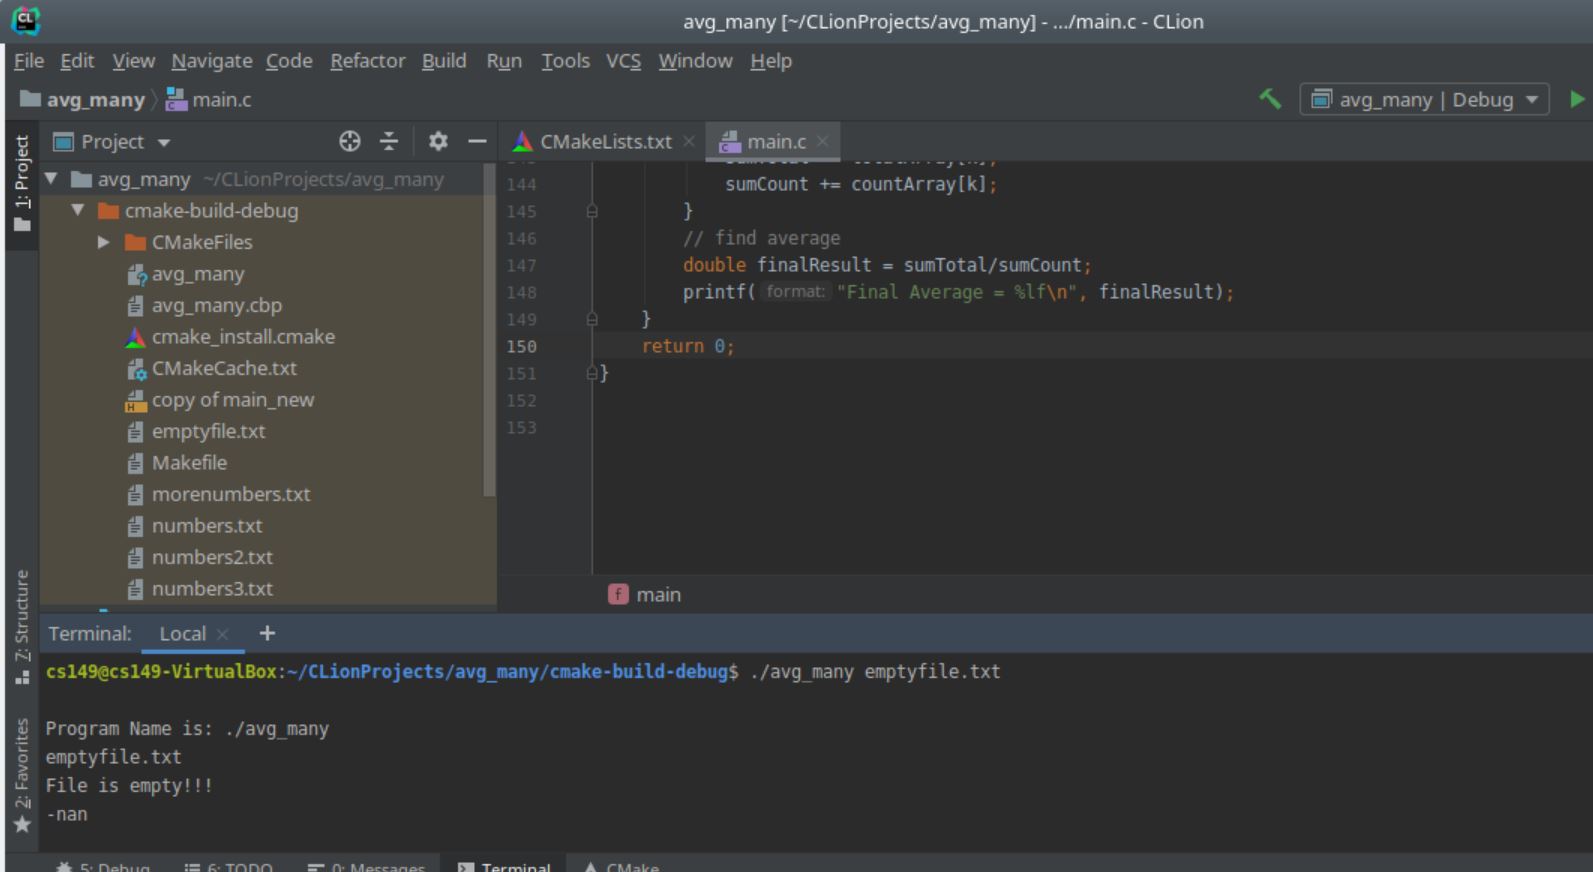 avg_many [~/CLionProjects/avg_many] - .../main.c - CLion
File Edit View Navigate Code Refactor Build Run Tools VCS Window Help
avg_many main.c
avg_many | Debug
1: Project
Project
CMakeLists.txt main.c
avg_many ~/CLionProjects/avg_many
cmake-build-debug
CMakeFiles
avg_many
avg_many.cbp
cmake_install.cmake
CMakeCache.txt
copy of main_new
emptyfile.txt
Makefile
morenumbers.txt
numbers.txt
numbers2.txt
numbers3.txt
144 sumCount += countArray[k];
145 }
146 // find average
147 double finalResult = sumTotal/sumCount;
148 printf( format: "Final Average = %lf\n", finalResult);
149 }
150 return 0;
151 }
152
153
f main
7: Structure
2: Favorites
Terminal: Local +
cs149@cs149-VirtualBox:~/CLionProjects/avg_many/cmake-build-debug$ ./avg_many emptyfile.txt
Program Name is: ./avg_many
emptyfile.txt
File is empty!!!
-nan
5: Debug 6: TODO 0: Messages Terminal CMake